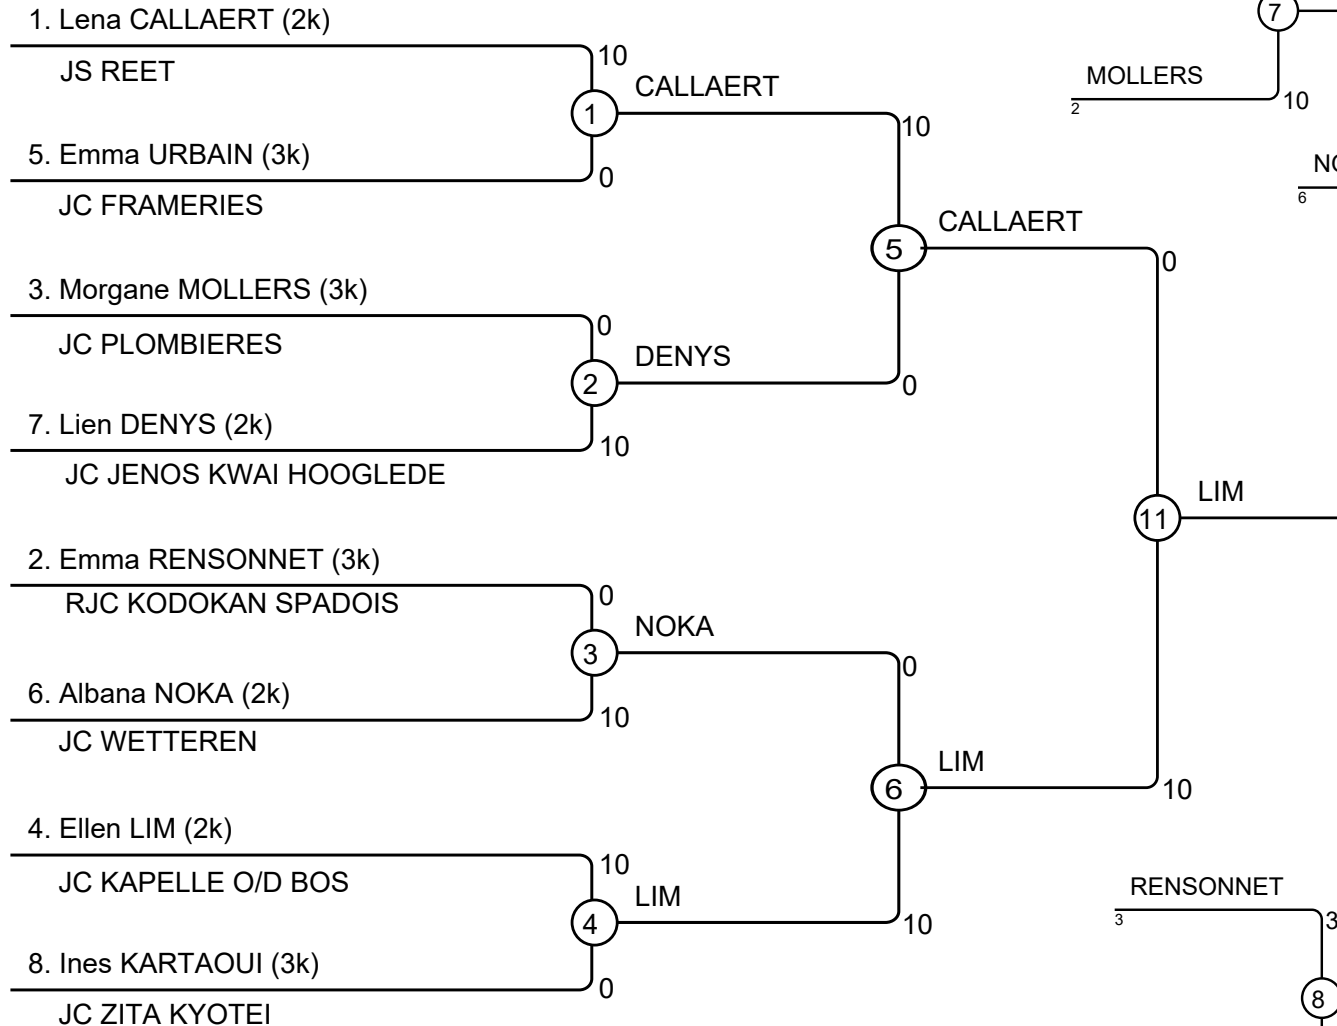 1. Lena CALLAERT (2k)
JS REET
10
1
CALLAERT
5. Emma URBAIN (3k)
0
JC FRAMERIES
10
5
CALLAERT
3. Morgane MOLLERS (3k)
0
JC PLOMBIERES
2
DENYS
0
7. Lien DENYS (2k)
10
JC JENOS KWAI HOOGLEDE
0
11
LIM
2. Emma RENSONNET (3k)
0
RJC KODOKAN SPADOIS
3
NOKA
6. Albana NOKA (2k)
10
JC WETTEREN
0
6
LIM
10
4. Ellen LIM (2k)
10
JC KAPELLE O/D BOS
4
LIM
10
8. Ines KARTAOUI (3k)
0
JC ZITA KYOTEI
7
MOLLERS
2
10
6
RENSONNET
3
3
8